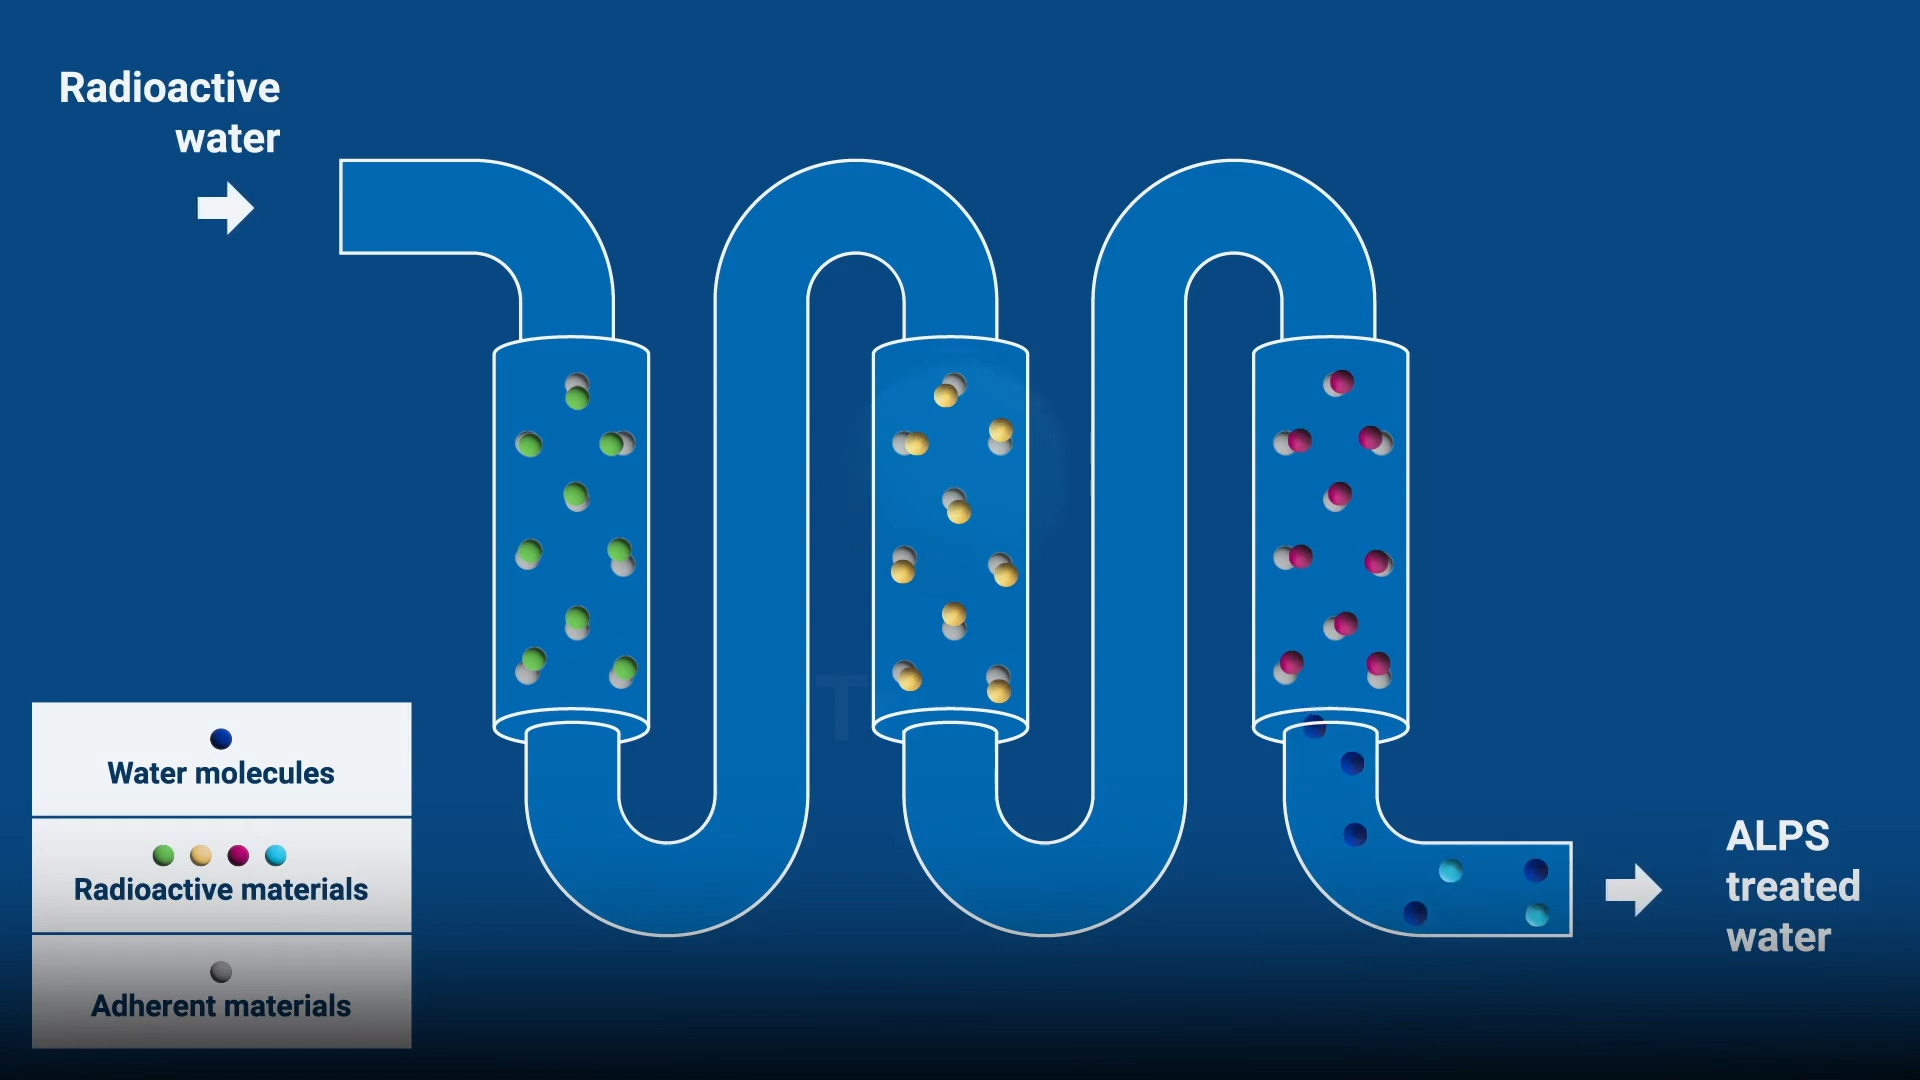 Radioactive
water
Water molecules
Radioactive materials
Adherent materials
ALPS
treated
water